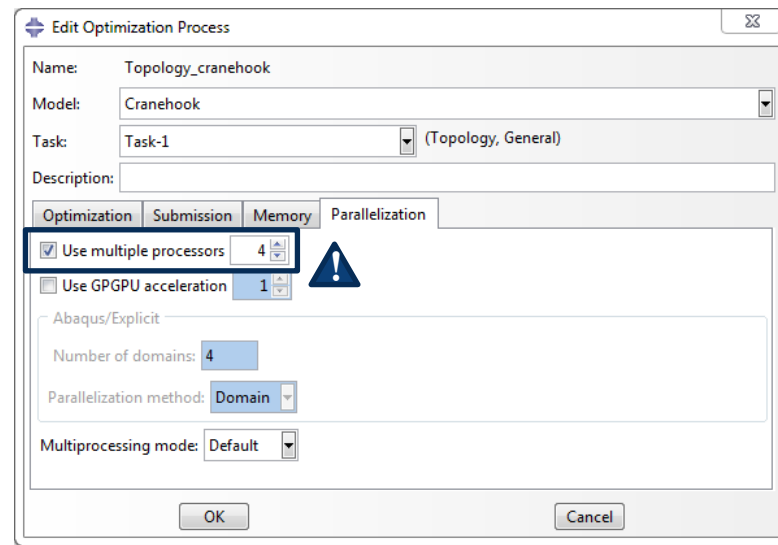 Edit Optimization Process
Name: Topology_cranehook
Model: Cranehook
Task: Task-1 (Topology, General)
Description:
Optimization Submission Memory Parallelization
Use multiple processors 4
Use GPGPU acceleration 1
Abaqus/Explicit
Number of domains: 4
Parallelization method: Domain
Multiprocessing mode: Default
OK Cancel